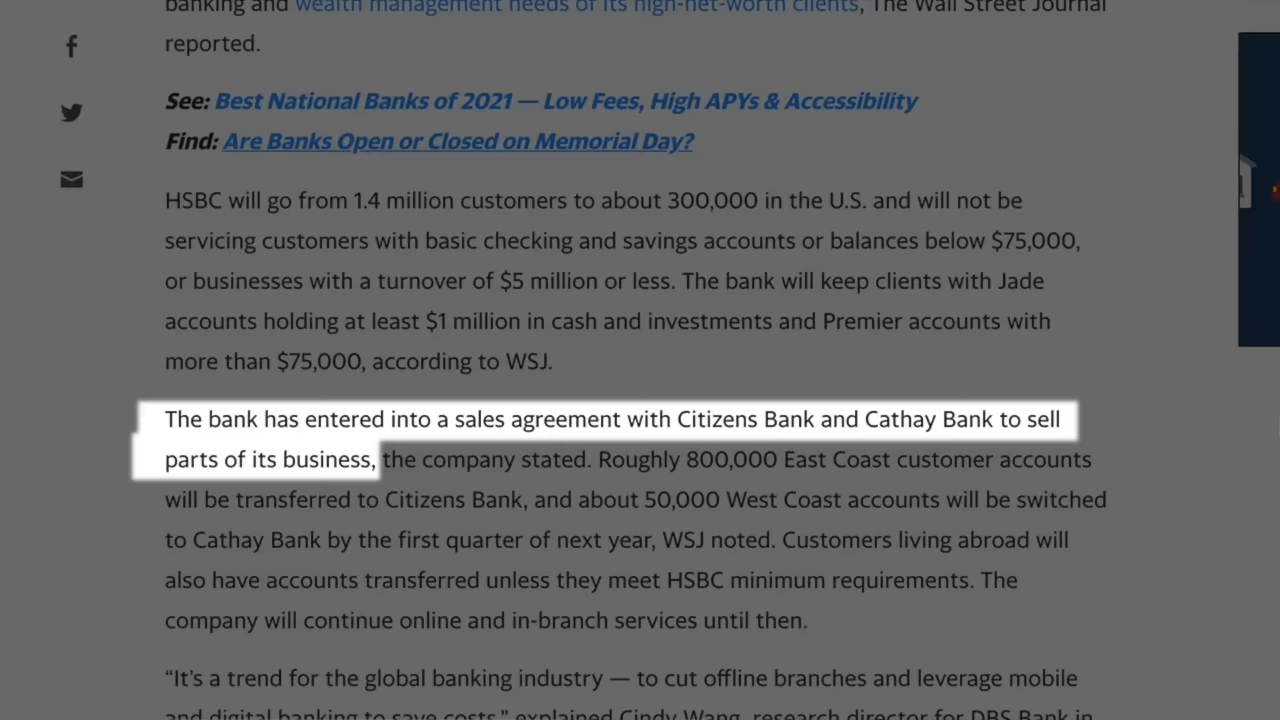 banking and wealth management needs of its high-net-worth clients, The Wall Street Journal
reported.
See: Best National Banks of 2021 — Low Fees, High APYs & Accessibility
Find: Are Banks Open or Closed on Memorial Day?
HSBC will go from 1.4 million customers to about 300,000 in the U.S. and will not be
servicing customers with basic checking and savings accounts or balances below $75,000,
or businesses with a turnover of $5 million or less. The bank will keep clients with Jade
accounts holding at least $1 million in cash and investments and Premier accounts with
more than $75,000, according to WSJ.
The bank has entered into a sales agreement with Citizens Bank and Cathay Bank to sell
parts of its business, the company stated. Roughly 800,000 East Coast customer accounts
will be transferred to Citizens Bank, and about 50,000 West Coast accounts will be switched
to Cathay Bank by the first quarter of next year, WSJ noted. Customers living abroad will
also have accounts transferred unless they meet HSBC minimum requirements. The
company will continue online and in-branch services until then.
“It’s a trend for the global banking industry — to cut offline branches and leverage mobile
and digital banking to save costs,” explained Cindy Wang, research director for DBS Bank in